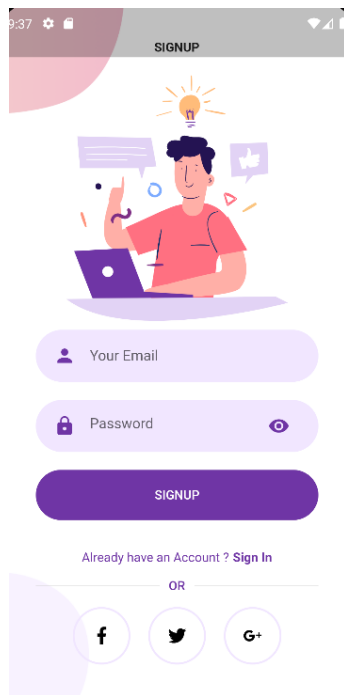 9:37
SIGNUP
Your Email
Password
SIGNUP
Already have an Account ? Sign In
OR
f
G+